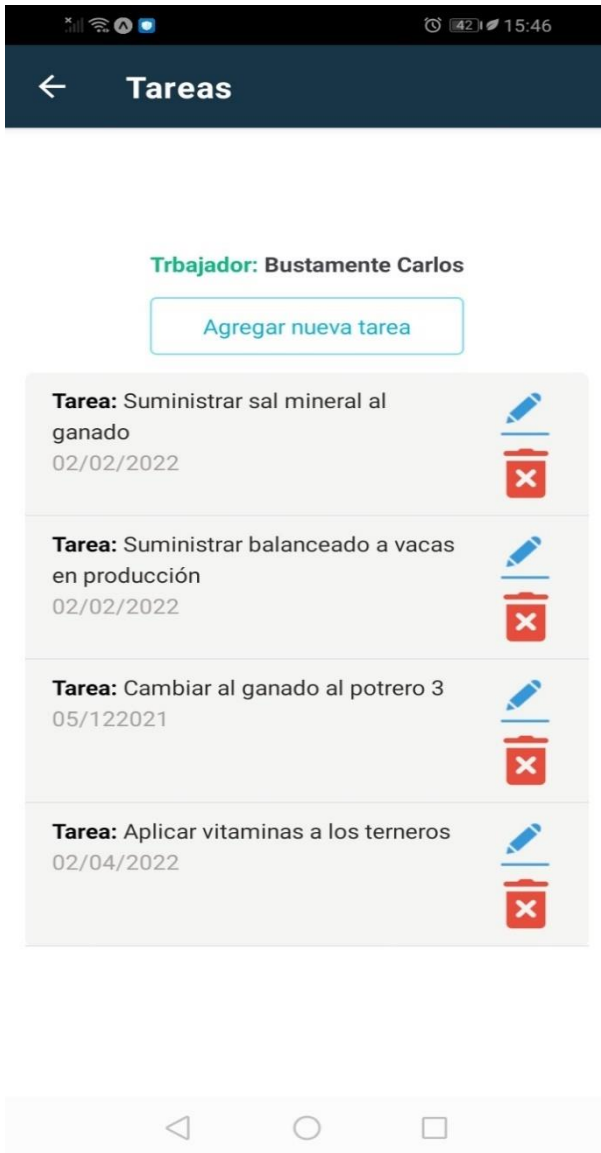 42 15:46
Tareas
Trbajador: Bustamente Carlos
Agregar nueva tarea
Tarea: Suministrar sal mineral al
ganado
02/02/2022
Tarea: Suministrar balanceado a vacas
en producción
02/02/2022
Tarea: Cambiar al ganado al potrero 3
05/122021
Tarea: Aplicar vitaminas a los terneros
02/04/2022